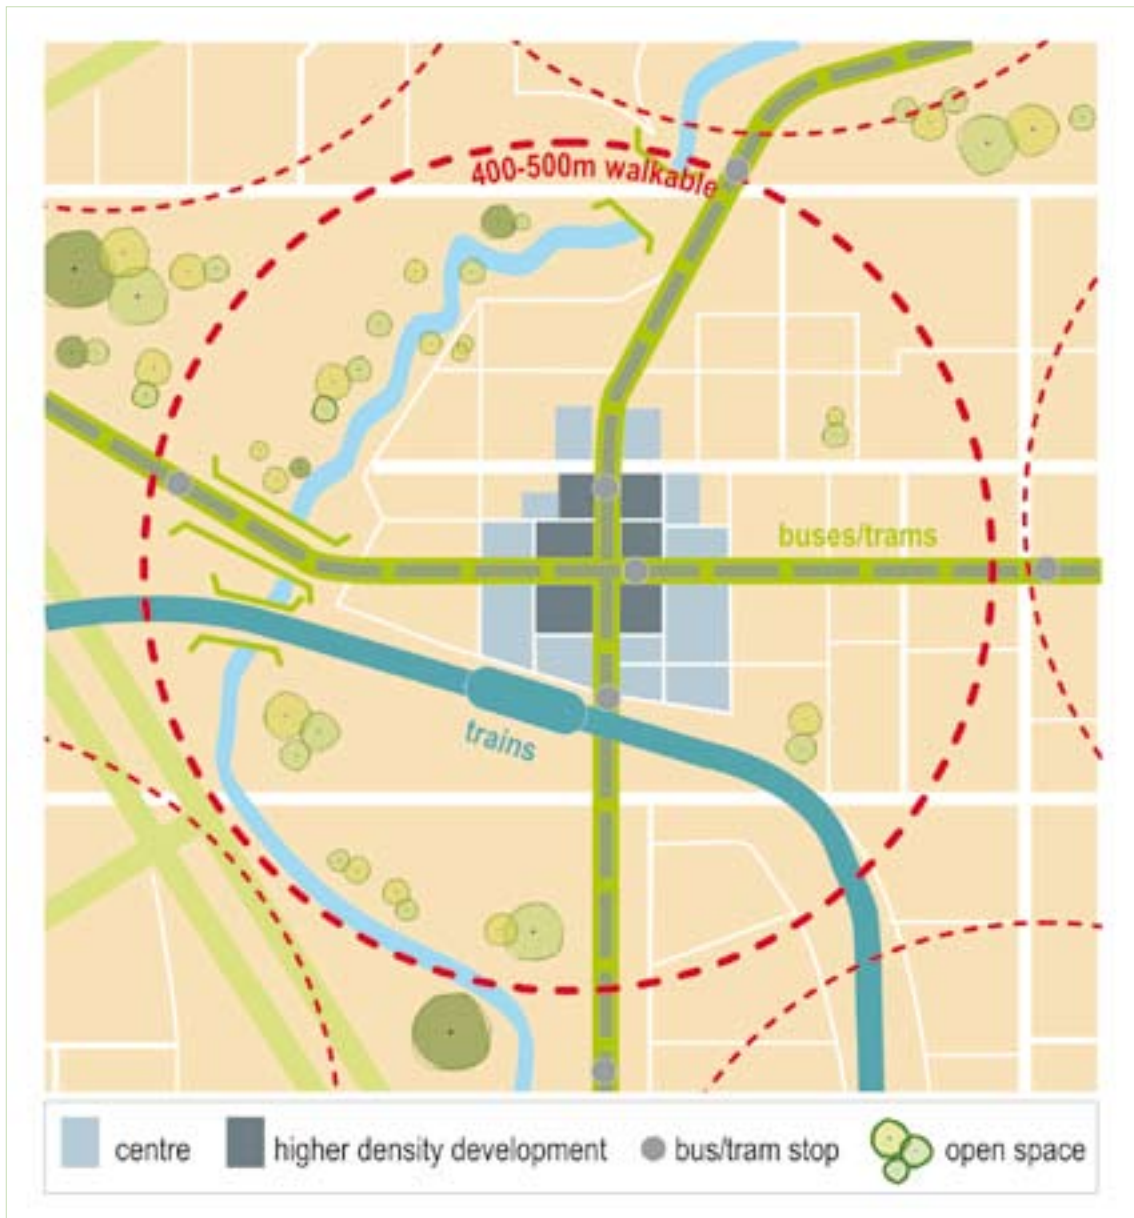 400-500m walkable
buses/trams
trains
centre
higher density development
bus/tram stop
open space